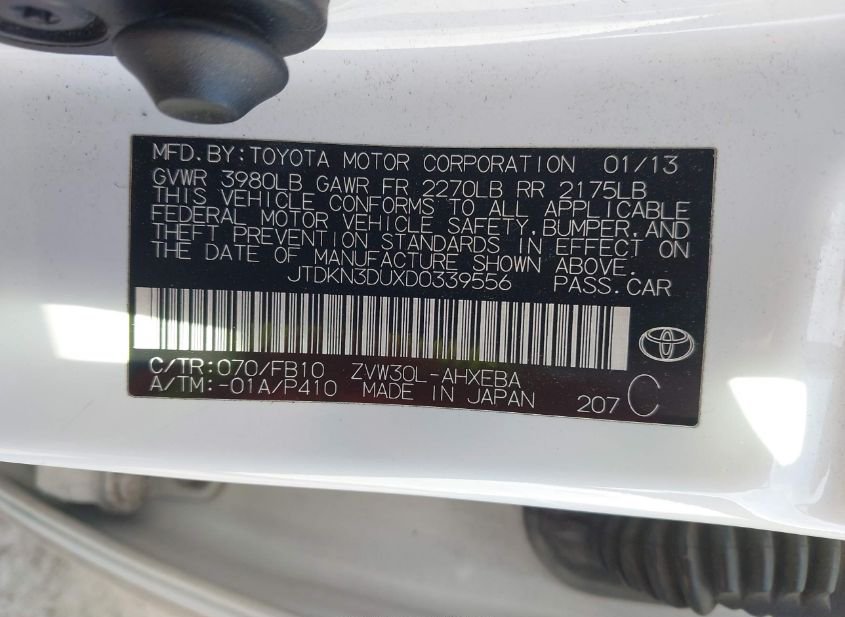 MFD. BY: TOYOTA MOTOR CORPORATION 01/13
GVWR 3980LB GAWR FR 2270LB RR 2175LB
THIS VEHICLE CONFORMS TO ALL APPLICABLE
FEDERAL MOTOR VEHICLE SAFETY, BUMPER, AND
THEFT PREVENTION STANDARDS IN EFFECT ON
THE DATE OF MANUFACTURE SHOWN ABOVE.
JTDKN3DUXD0339556 PASS. CAR
C/TR: 070/FB10 ZVW30L-AHXEBA
A/TM: -01A/P410 MADE IN JAPAN 207 C